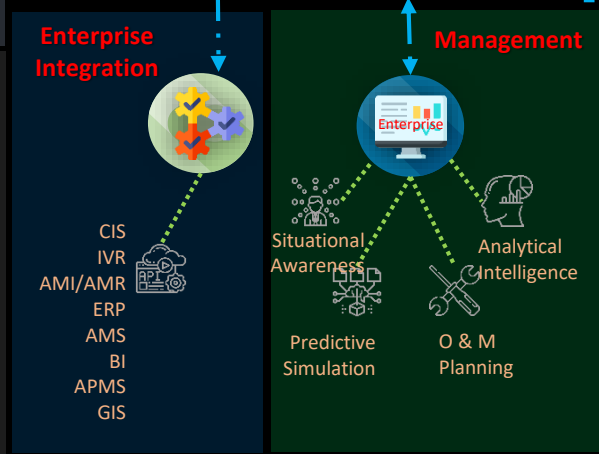 Enterprise
Integration
CIS
IVR
AMI/AMR
ERP
AMS
BI
APMS
GIS
API
Management
Enterprise
Situational
Awareness
Analytical
Intelligence
Predictive
Simulation
O & M
Planning